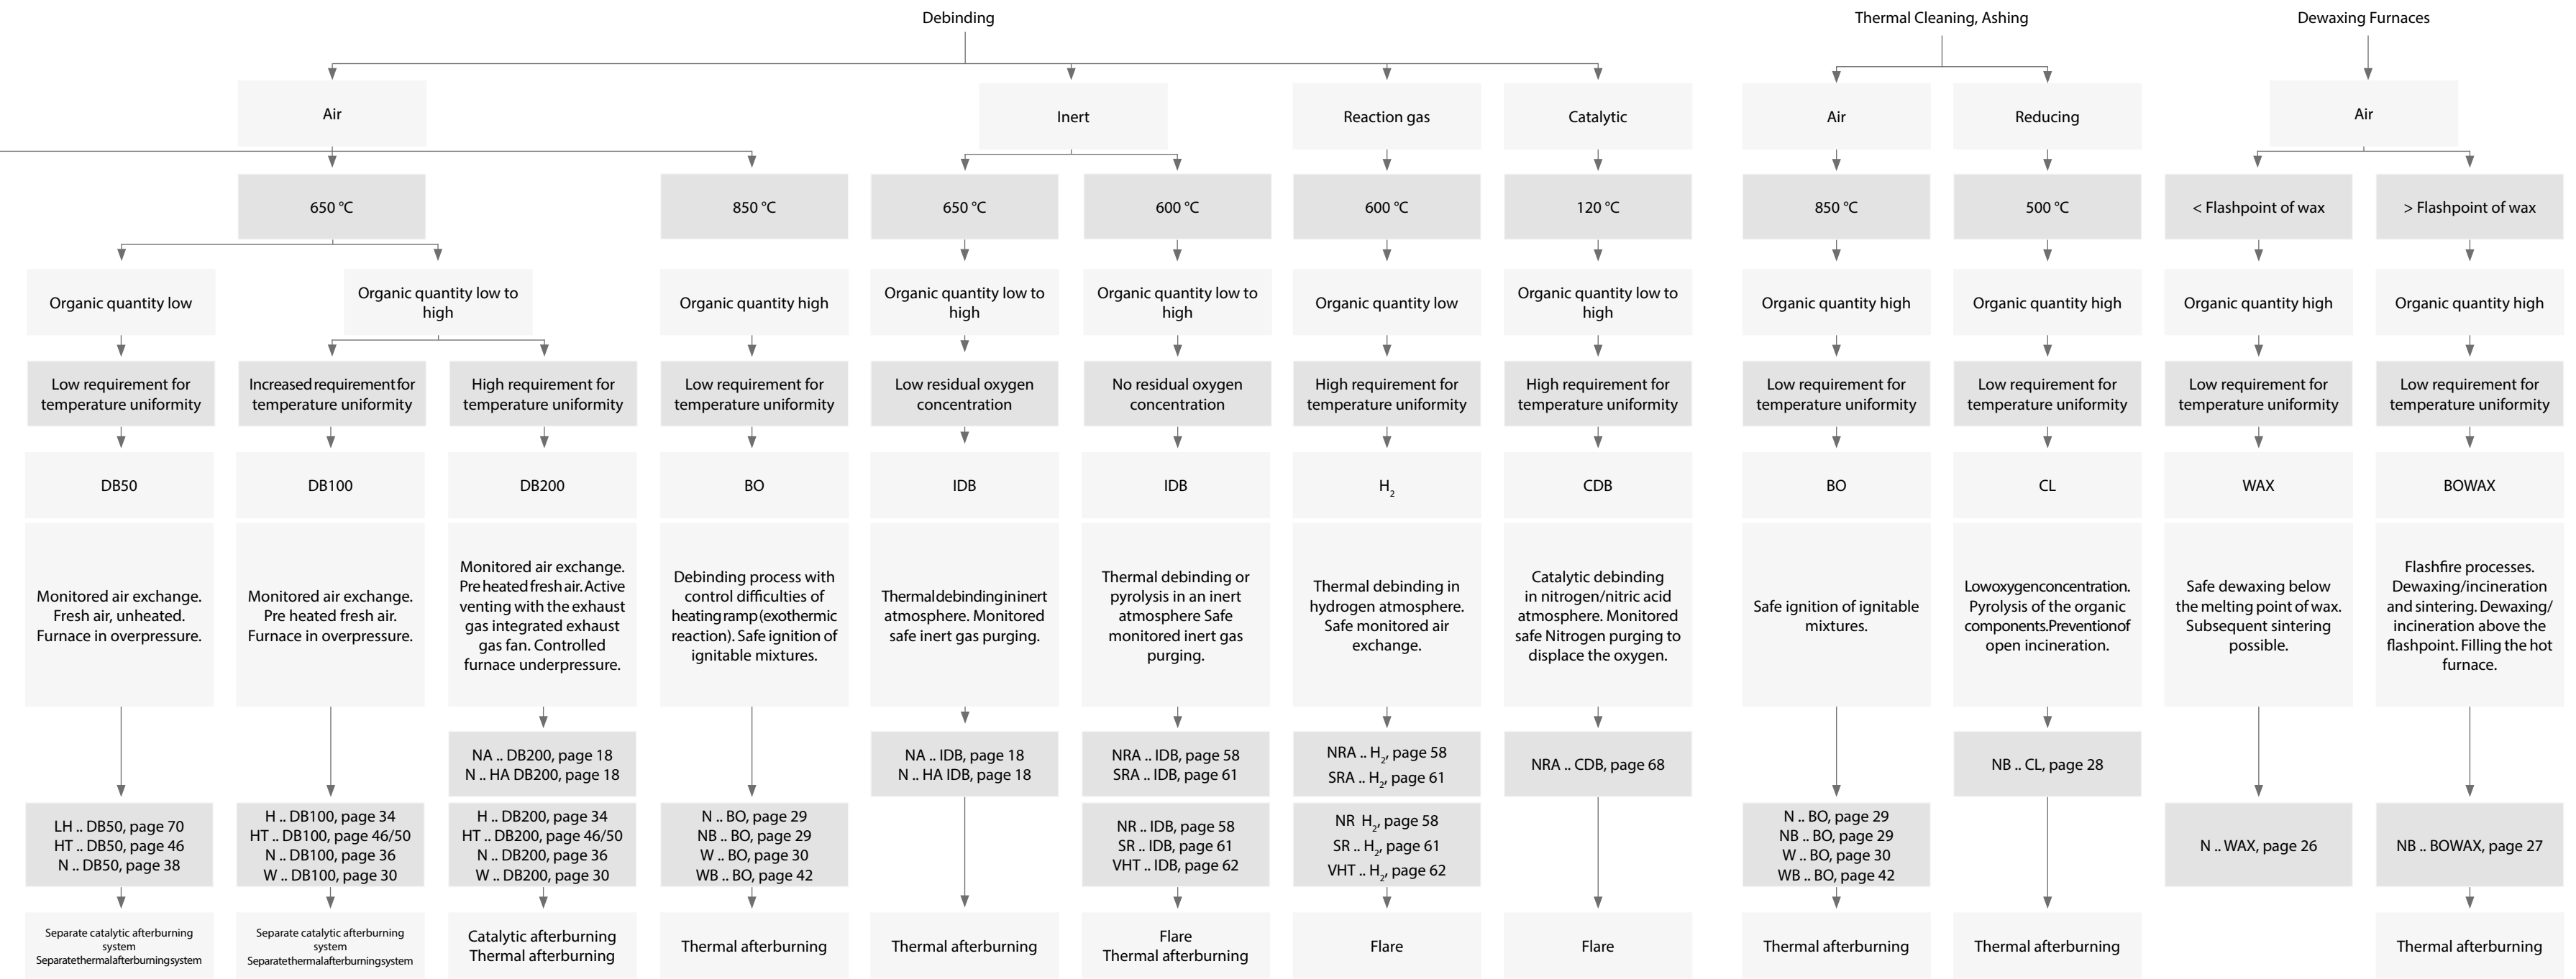 Debinding
Thermal Cleaning, Ashing
Dewaxing Furnaces
Air
Inert
Reaction gas
Catalytic
Air
Reducing
Air
650 °C
850 °C
650 °C
600 °C
600 °C
120 °C
850 °C
500 °C
< Flashpoint of wax
> Flashpoint of wax
Organic quantity low
Organic quantity low to
high
Organic quantity high
Organic quantity low to
high
Organic quantity low to
high
Organic quantity low
Organic quantity low to
high
Organic quantity high
Organic quantity high
Organic quantity high
Organic quantity high
Low requirement for
temperature uniformity
Increased requirement for
temperature uniformity
High requirement for
temperature uniformity
Low requirement for
temperature uniformity
Low residual oxygen
concentration
No residual oxygen
concentration
High requirement for
temperature uniformity
High requirement for
temperature uniformity
Low requirement for
temperature uniformity
Low requirement for
temperature uniformity
Low requirement for
temperature uniformity
Low requirement for
temperature uniformity
DB50
DB100
DB200
BO
IDB
IDB
H2
CDB
BO
CL
WAX
BOWAX
Monitored air exchange.
Fresh air, unheated.
Furnace in overpressure.
Monitored air exchange.
Pre heated fresh air.
Furnace in overpressure.
Monitored air exchange.
Pre heated fresh air. Active
venting with the exhaust
gas integrated exhaust
gas fan. Controlled
furnace underpressure.
Debinding process with
control difficulties of
heating ramp (exothermic
reaction). Safe ignition of
ignitable mixtures.
Thermal debinding in inert
atmosphere. Monitored
safe inert gas purging.
Thermal debinding or
pyrolysis in an inert
atmosphere Safe
monitored inert gas
purging.
Thermal debinding in
hydrogen atmosphere.
Safe monitored air
exchange.
Catalytic debinding
in nitrogen/nitric acid
atmosphere. Monitored
safe Nitrogen purging to
displace the oxygen.
Safe ignition of ignitable
mixtures.
Low oxygen concentration.
Pyrolysis of the organic
components. Prevention of
open incineration.
Safe dewaxing below
the melting point of wax.
Subsequent sintering
possible.
Flashfire processes.
Dewaxing/incineration
and sintering. Dewaxing/
incineration above the
flashpoint. Filling the hot
furnace.
NA .. DB200, page 18
N .. HA DB200, page 18
NA .. IDB, page 18
N .. HA IDB, page 18
NRA .. IDB, page 58
SRA .. IDB, page 61
NRA .. H2, page 58
SRA .. H2, page 61
NRA .. CDB, page 68
NB .. CL, page 28
LH .. DB50, page 70
HT .. DB50, page 46
N .. DB50, page 38
H .. DB100, page 34
HT .. DB100, page 46/50
N .. DB100, page 36
W .. DB100, page 30
H .. DB200, page 34
HT .. DB200, page 46/50
N .. DB200, page 36
W .. DB200, page 30
N .. BO, page 29
NB .. BO, page 29
W .. BO, page 30
WB .. BO, page 42
NR .. IDB, page 58
SR .. IDB, page 61
VHT .. IDB, page 62
NR H2, page 58
SR .. H2, page 61
VHT .. H2, page 62
N .. BO, page 29
NB .. BO, page 29
W .. BO, page 30
WB .. BO, page 42
N .. WAX, page 26
NB .. BOWAX, page 27
Separate catalytic afterburning
system
Separate thermal afterburning system
Separate catalytic afterburning
system
Separate thermal afterburning system
Catalytic afterburning
Thermal afterburning
Thermal afterburning
Thermal afterburning
Flare
Thermal afterburning
Flare
Flare
Thermal afterburning
Thermal afterburning
Thermal afterburning